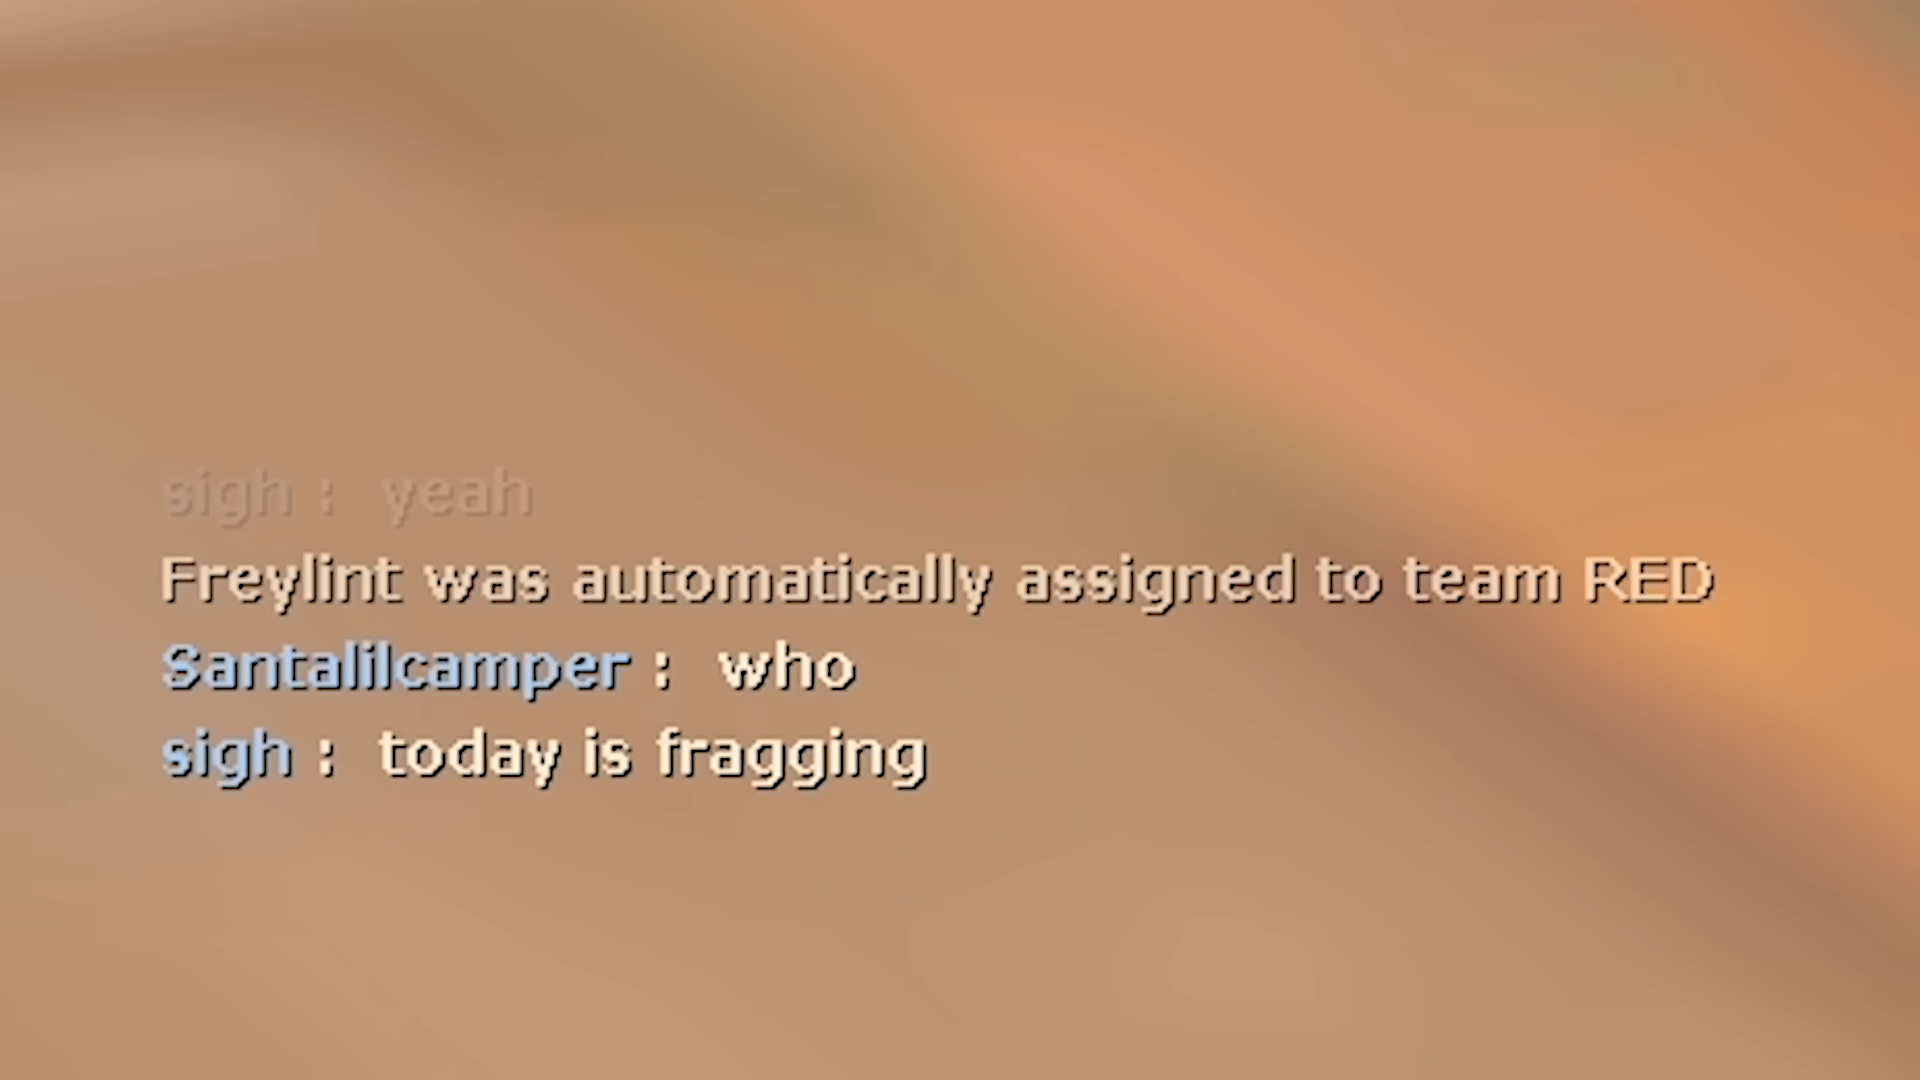 sigh :  yeah
Freylint was automatically assigned to team RED
Santalilcamper :  who
sigh :  today is fragging